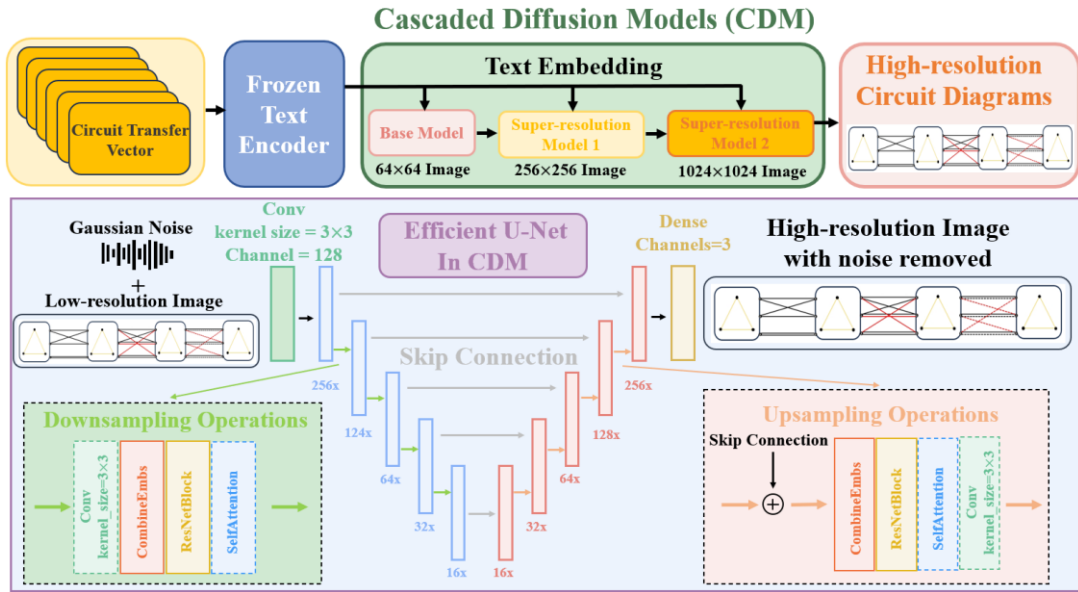 Cascaded Diffusion Models (CDM)
Circuit Transfer
Vector
Frozen
Text
Encoder
Text Embedding
Base Model
64×64 Image
Super-resolution
Model 1
256×256 Image
Super-resolution
Model 2
1024×1024 Image
High-resolution
Circuit Diagrams
Gaussian Noise
+
Low-resolution Image
Conv
kernel size = 3×3
Channel = 128
Efficient U-Net
In CDM
Dense
Channels=3
High-resolution Image
with noise removed
Skip Connection
256x
124x
64x
32x
16x
16x
32x
64x
128x
256x
Downsampling Operations
Conv
kernel_size=3×3
CombineEmbs
ResNetBlock
SelfAttention
Upsampling Operations
Skip Connection
CombineEmbs
ResNetBlock
SelfAttention
Conv
kernel_size=3×3